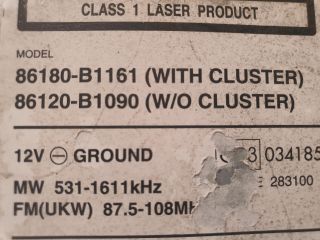 CLASS 1 LASER PRODUCT
MODEL
86180-B1161 (WITH CLUSTER)
86120-B1090 (W/O CLUSTER)
12V ⊖ GROUND
034185
MW 531-1611kHz
283100
FM(UKW) 87.5-108MH